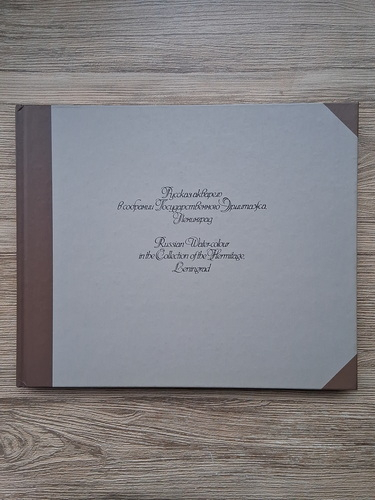 Русская акварель
в собрании Государственного Эрмитажа
Ленинград
Russian Water-colour
in the Collection of the Hermitage
Leningrad